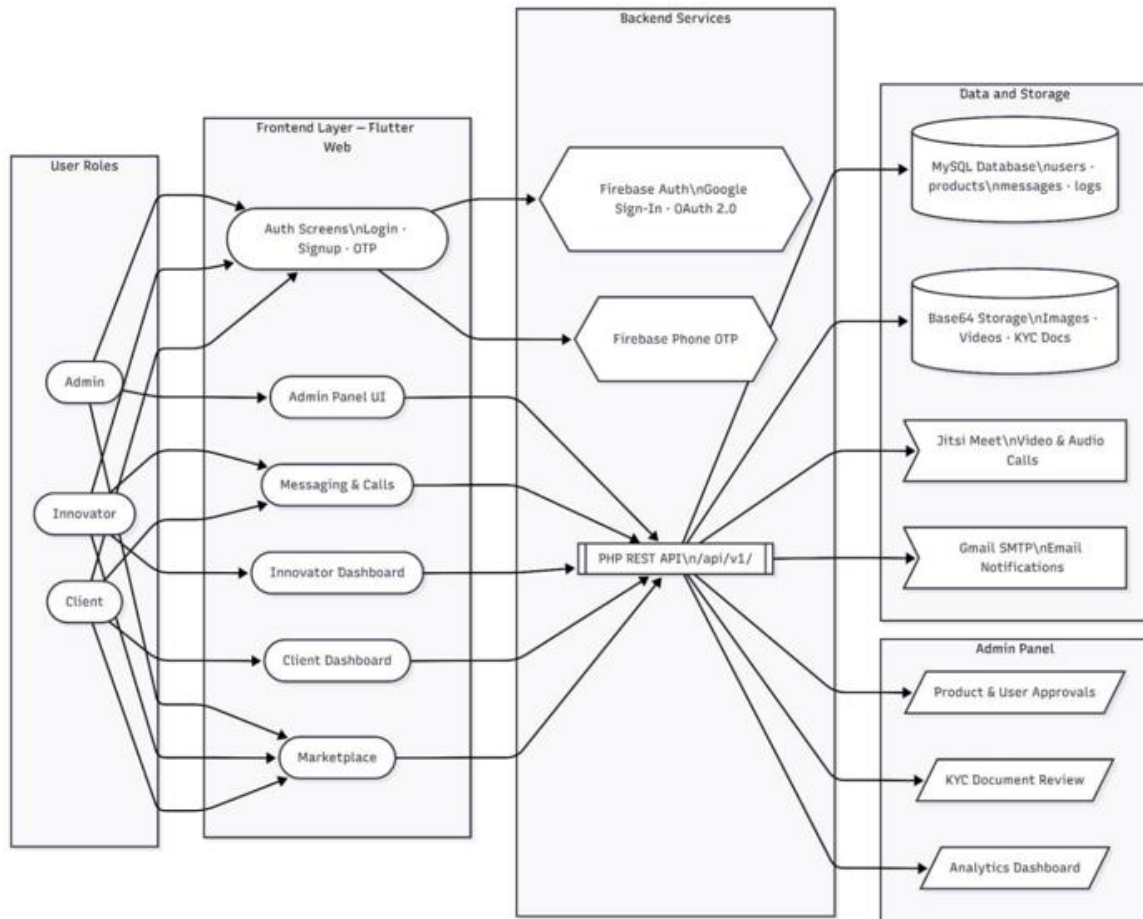 User Roles
Admin
Innovator
Client
Frontend Layer – Flutter
Web
Auth Screens\nLogin ·
Signup · OTP
Admin Panel UI
Messaging & Calls
Innovator Dashboard
Client Dashboard
Marketplace
Backend Services
Firebase Auth\nGoogle
Sign-In · OAuth 2.0
Firebase Phone OTP
PHP REST API\n/api/v1/
Data and Storage
MySQL Database\nusers ·
products\nmessages · logs
Base64 Storage\nImages ·
Videos · KYC Docs
Jitsi Meet\nVideo & Audio
Calls
Gmail SMTP\nEmail
Notifications
Admin Panel
Product & User Approvals
KYC Document Review
Analytics Dashboard